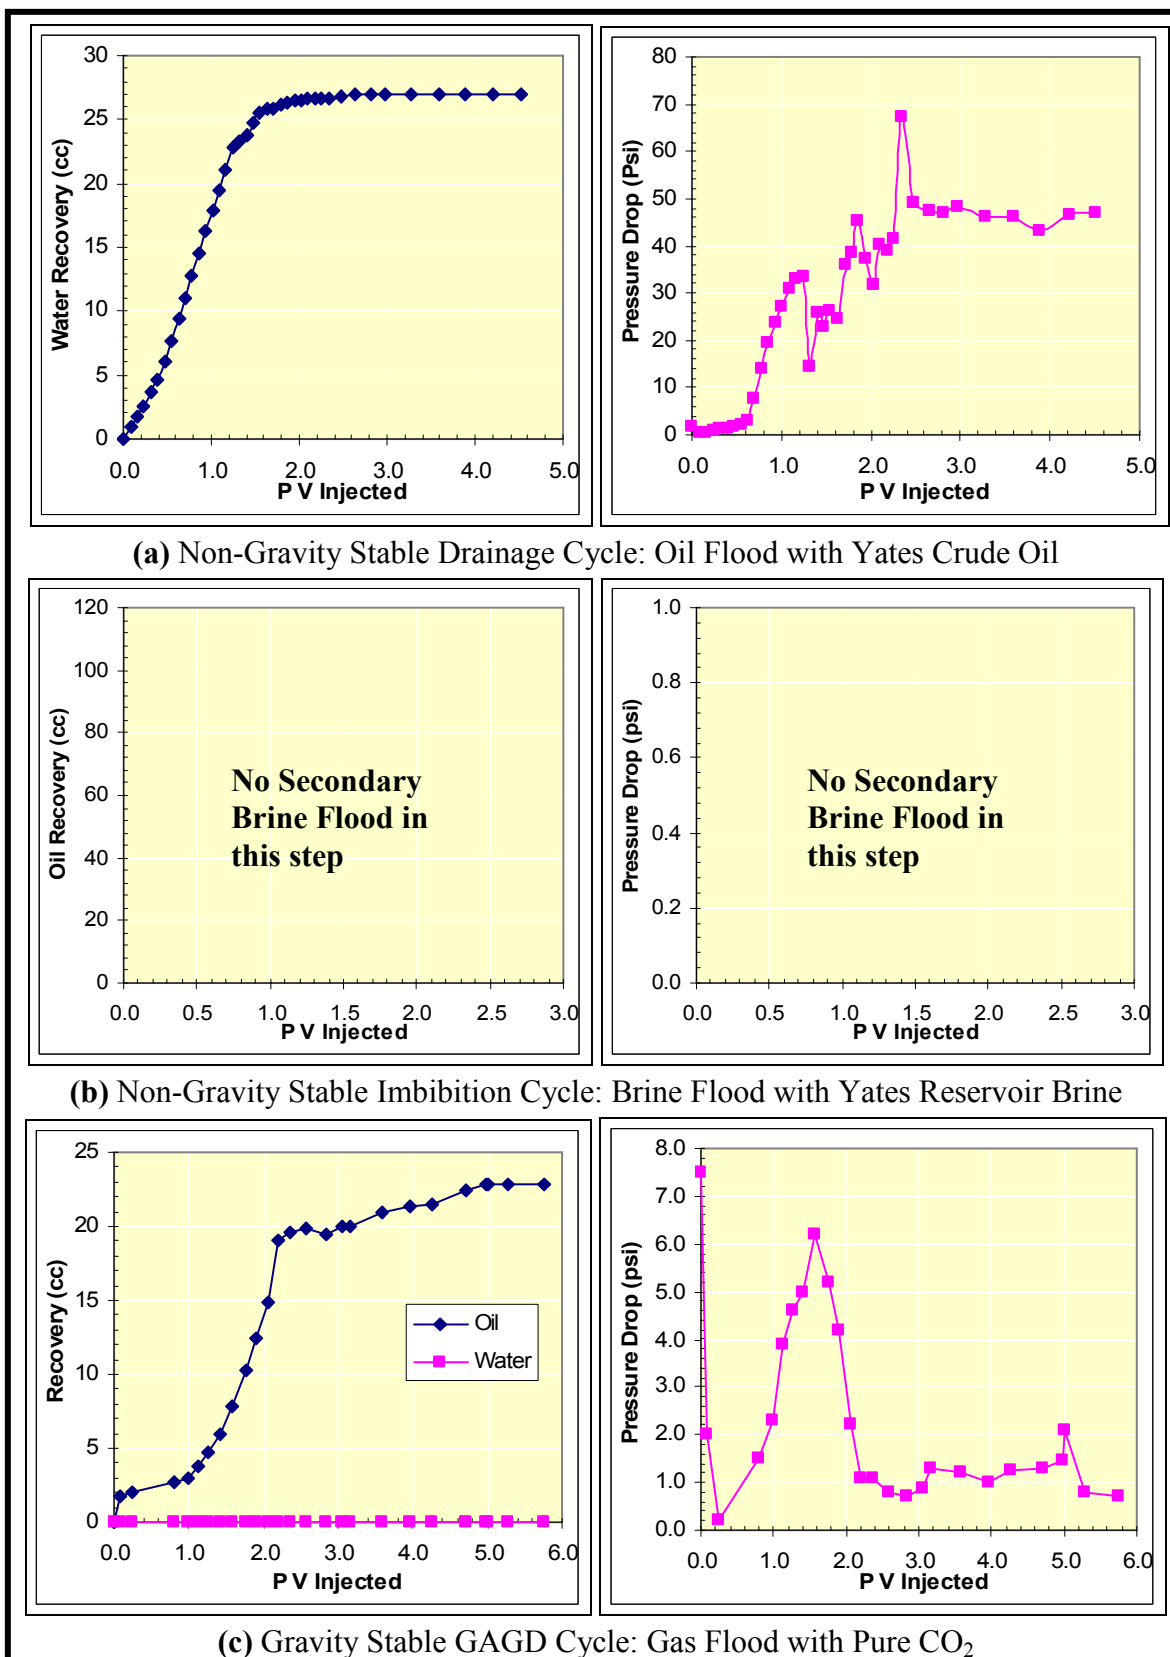 30
25
20
15
10
5
0
Water Recovery (cc)
0.0 1.0 2.0 3.0 4.0 5.0
P V Injected
80
70
60
50
40
30
20
10
0
Pressure Drop (Psi)
0.0 1.0 2.0 3.0 4.0 5.0
P V Injected
(a) Non-Gravity Stable Drainage Cycle: Oil Flood with Yates Crude Oil
120
100
80
60
40
20
0
Oil Recovery (cc)
No Secondary
Brine Flood in
this step
0.0 0.5 1.0 1.5 2.0 2.5 3.0
P V Injected
1.0
0.8
0.6
0.4
0.2
0.0
Pressure Drop (psi)
No Secondary
Brine Flood in
this step
0.0 0.5 1.0 1.5 2.0 2.5 3.0
P V Injected
(b) Non-Gravity Stable Imbibition Cycle: Brine Flood with Yates Reservoir Brine
25
20
15
10
5
0
Recovery (cc)
Oil
Water
0.0 1.0 2.0 3.0 4.0 5.0 6.0
P V Injected
8.0
7.0
6.0
5.0
4.0
3.0
2.0
1.0
0.0
Pressure Drop (psi)
0.0 1.0 2.0 3.0 4.0 5.0 6.0
P V Injected
(c) Gravity Stable GAGD Cycle: Gas Flood with Pure CO₂